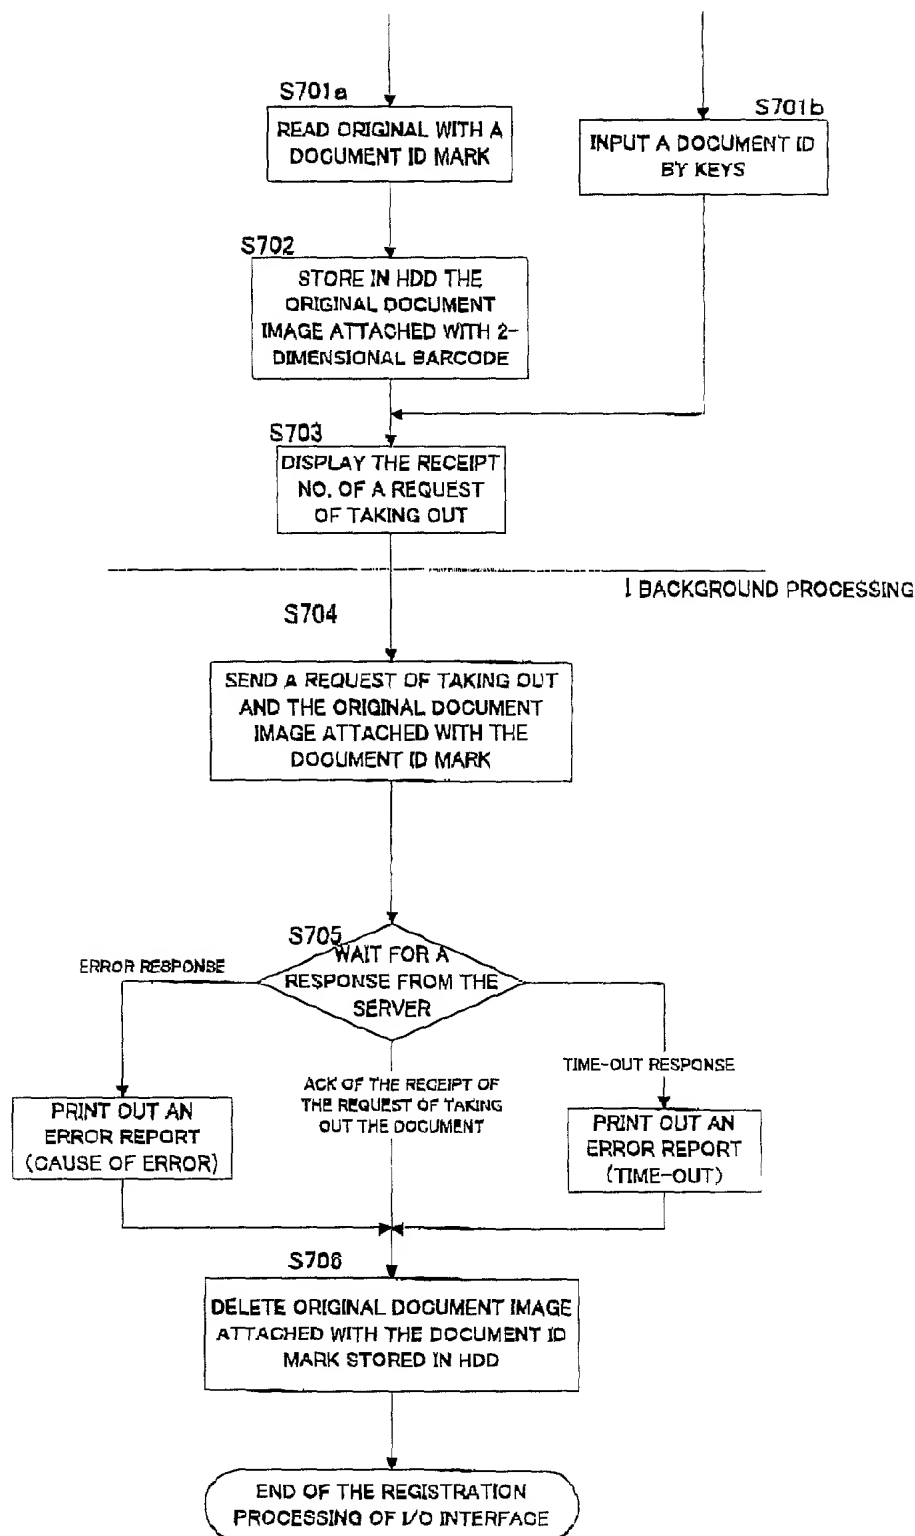 S701a
READ ORIGINAL WITH A
DOCUMENT ID MARK
S701b
INPUT A DOCUMENT ID
BY KEYS
S702
STORE IN HDD THE
ORIGINAL DOCUMENT
IMAGE ATTACHED WITH 2-
DIMENSIONAL BARCODE
S703
DISPLAY THE RECEIPT
NO. OF A REQUEST
OF TAKING OUT
BACKGROUND PROCESSING
S704
SEND A REQUEST OF TAKING OUT
AND THE ORIGINAL DOCUMENT
IMAGE ATTACHED WITH THE
DOCUMENT ID MARK
S705
WAIT FOR A
RESPONSE FROM THE
SERVER
ERROR RESPONSE
TIME-OUT RESPONSE
ACK OF THE RECEIPT OF
THE REQUEST OF TAKING
OUT THE DOCUMENT
PRINT OUT AN
ERROR REPORT
(CAUSE OF ERROR)
PRINT OUT AN
ERROR REPORT
(TIME-OUT)
S706
DELETE ORIGINAL DOCUMENT IMAGE
ATTACHED WITH THE DOCUMENT ID
MARK STORED IN HDD
END OF THE REGISTRATION
PROCESSING OF I/O INTERFACE